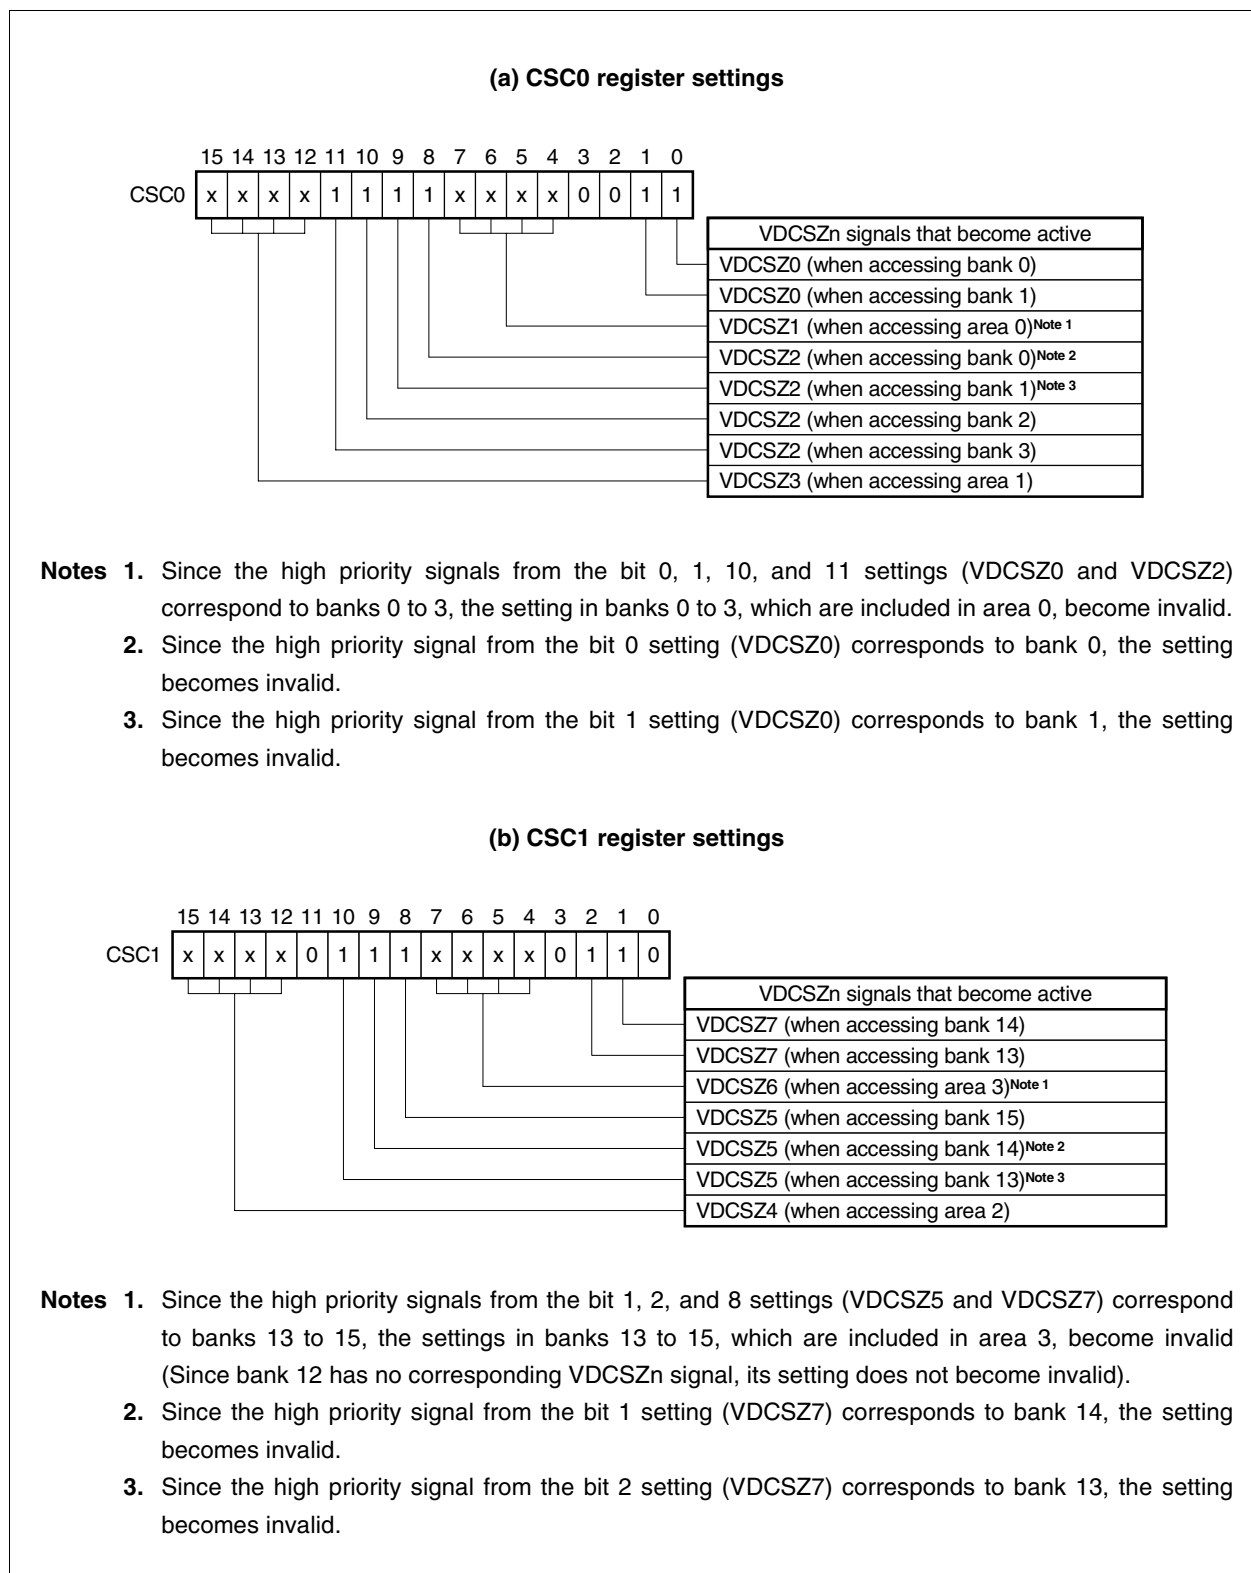 (a) CSC0 register settings
15 14 13 12 11 10 9 8 7 6 5 4 3 2 1 0
CSC0 x x x x 1 1 1 1 x x x x 0 0 1 1
VDCSZn signals that become active
VDCSZ0 (when accessing bank 0)
VDCSZ0 (when accessing bank 1)
VDCSZ1 (when accessing area 0)Note 1
VDCSZ2 (when accessing bank 0)Note 2
VDCSZ2 (when accessing bank 1)Note 3
VDCSZ2 (when accessing bank 2)
VDCSZ2 (when accessing bank 3)
VDCSZ3 (when accessing area 1)
Notes 1. Since the high priority signals from the bit 0, 1, 10, and 11 settings (VDCSZ0 and VDCSZ2)
correspond to banks 0 to 3, the setting in banks 0 to 3, which are included in area 0, become invalid.
2. Since the high priority signal from the bit 0 setting (VDCSZ0) corresponds to bank 0, the setting
becomes invalid.
3. Since the high priority signal from the bit 1 setting (VDCSZ0) corresponds to bank 1, the setting
becomes invalid.
(b) CSC1 register settings
15 14 13 12 11 10 9 8 7 6 5 4 3 2 1 0
CSC1 x x x x 0 1 1 1 x x x x 0 1 1 0
VDCSZn signals that become active
VDCSZ7 (when accessing bank 14)
VDCSZ7 (when accessing bank 13)
VDCSZ6 (when accessing area 3)Note 1
VDCSZ5 (when accessing bank 15)
VDCSZ5 (when accessing bank 14)Note 2
VDCSZ5 (when accessing bank 13)Note 3
VDCSZ4 (when accessing area 2)
Notes 1. Since the high priority signals from the bit 1, 2, and 8 settings (VDCSZ5 and VDCSZ7) correspond
to banks 13 to 15, the settings in banks 13 to 15, which are included in area 3, become invalid
(Since bank 12 has no corresponding VDCSZn signal, its setting does not become invalid).
2. Since the high priority signal from the bit 1 setting (VDCSZ7) corresponds to bank 14, the setting
becomes invalid.
3. Since the high priority signal from the bit 2 setting (VDCSZ7) corresponds to bank 13, the setting
becomes invalid.